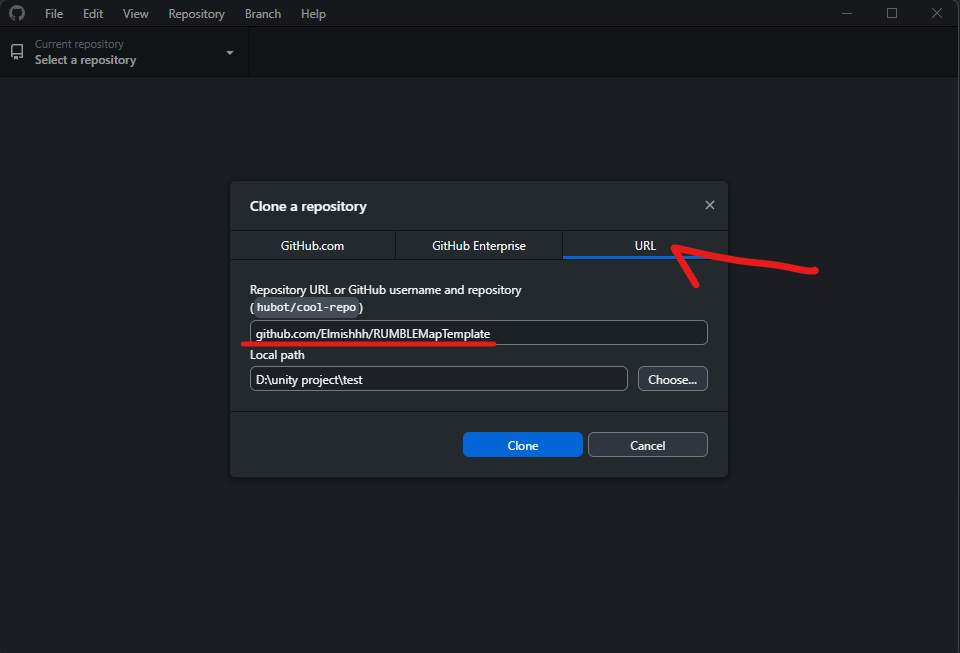 File Edit View Repository Branch Help
Current repository
Select a repository
Clone a repository
GitHub.com GitHub Enterprise URL
Repository URL or GitHub username and repository
(hubot/cool-repo)
github.com/Elmishhh/RUMBLEMapTemplate
Local path
D:\unity project\test Choose...
Clone Cancel